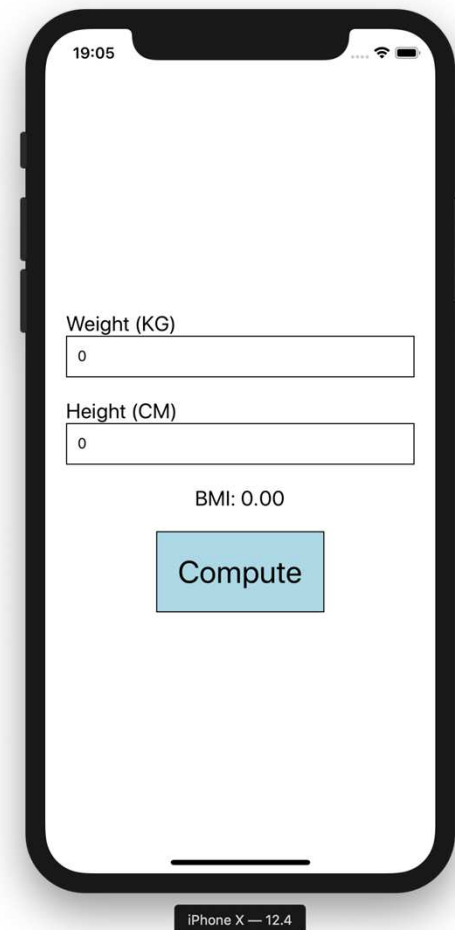 19:05
Weight (KG)
0
Height (CM)
0
BMI: 0.00
Compute
iPhone X — 12.4